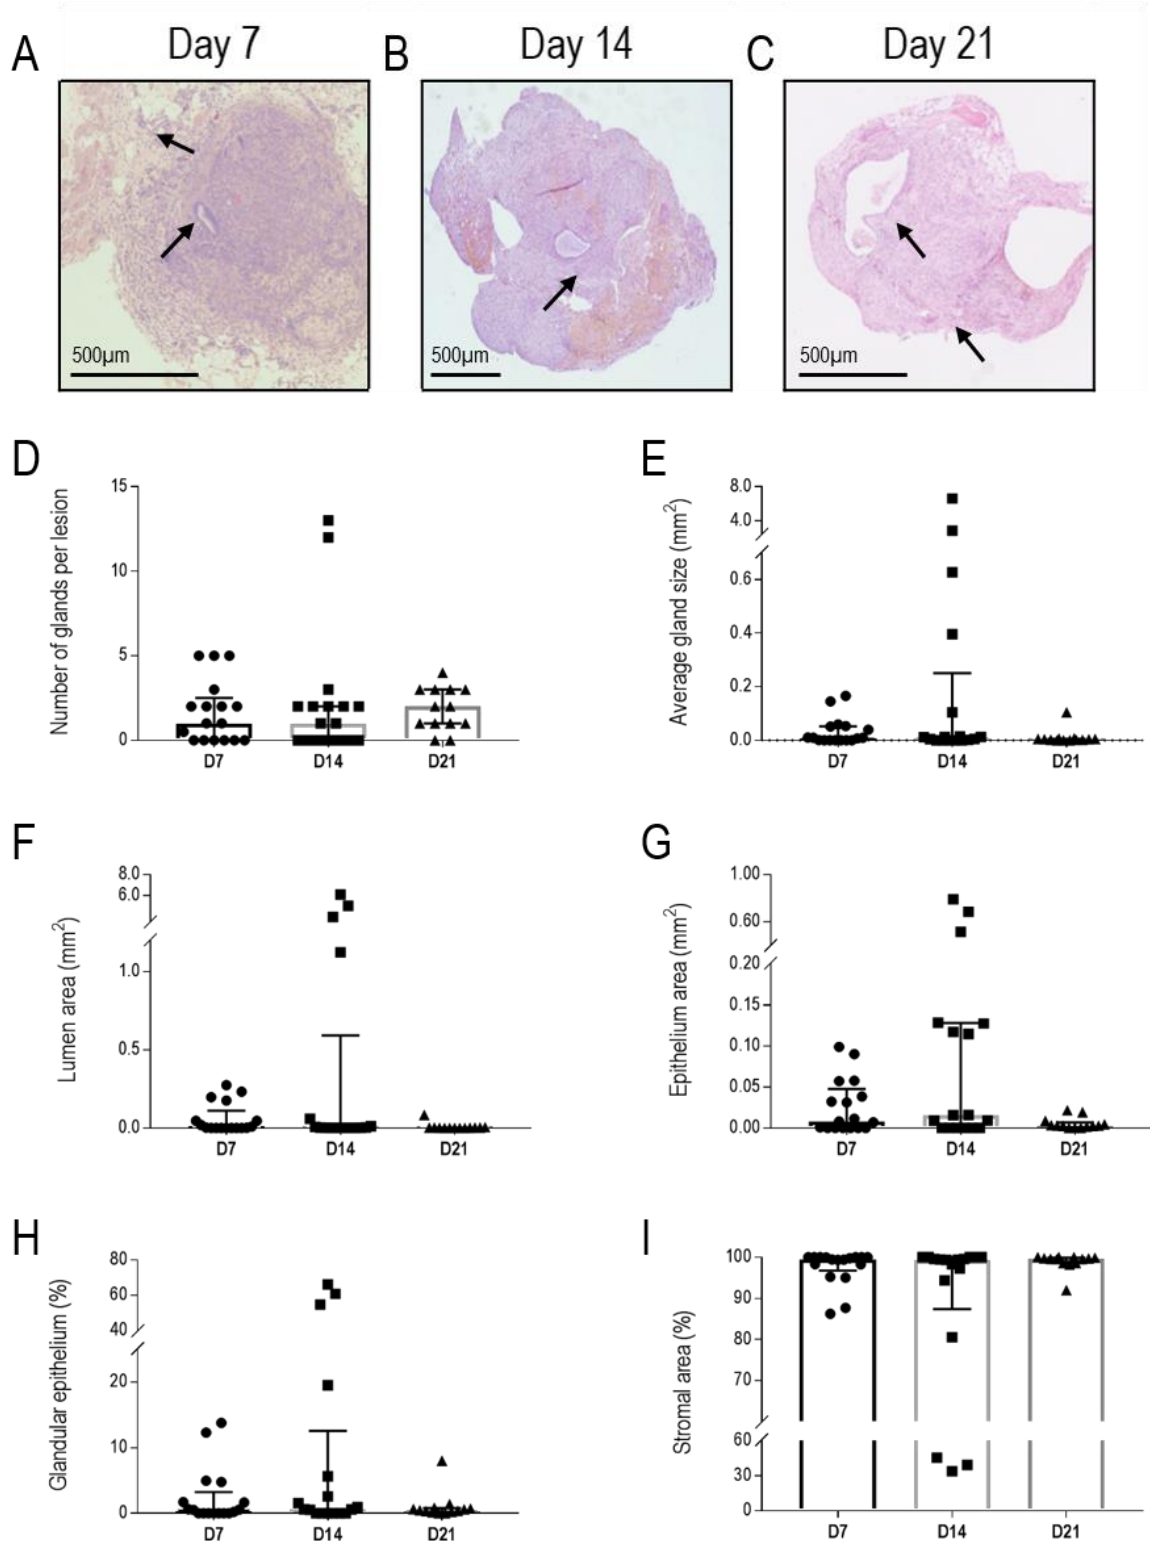 A Day 7 B Day 14 C Day 21
500µm 500µm 500µm
D
Number of glands per lesion
15
10
5
0
D7 D14 D21
E
Average gland size (mm²)
8.0
4.0
0.6
0.4
0.2
0.0
D7 D14 D21
F
Lumen area (mm²)
8.0
6.0
1.0
0.5
0.0
D7 D14 D21
G
Epithelium area (mm²)
1.00
0.60
0.20
0.15
0.10
0.05
0.00
D7 D14 D21
H
Glandular epithelium (%)
80
60
40
20
10
0
D7 D14 D21
I
Stromal area (%)
100
90
80
70
60
30
0
D7 D14 D21